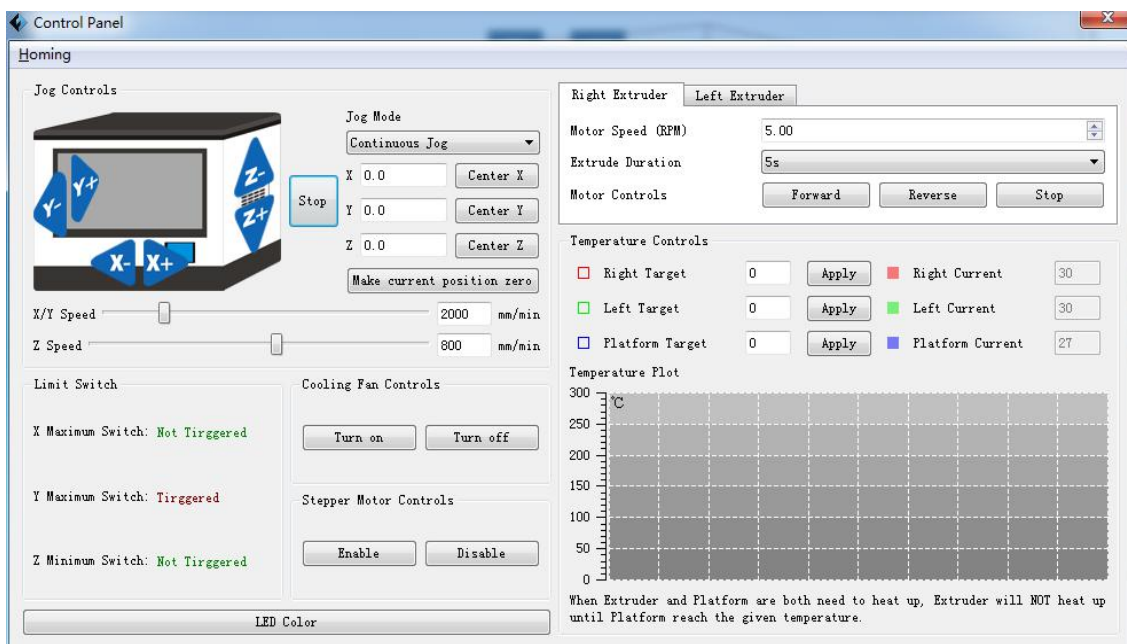 Control Panel
Homing
Jog Controls
Jog Mode
Continuous Jog
Y- Y+
Z-
Z+
X- X+
Stop
X 0.0 Center X
Y 0.0 Center Y
Z 0.0 Center Z
Make current position zero
X/Y Speed 2000 mm/min
Z Speed 800 mm/min
Limit Switch
X Maximum Switch: Not Tirggered
Y Maximum Switch: Tirggered
Z Minimum Switch: Not Tirggered
Cooling Fan Controls
Turn on Turn off
Stepper Motor Controls
Enable Disable
LED Color
Right Extruder Left Extruder
Motor Speed (RPM) 5.00
Extrude Duration 5s
Motor Controls Forward Reverse Stop
Temperature Controls
Right Target 0 Apply Right Current 30
Left Target 0 Apply Left Current 30
Platform Target 0 Apply Platform Current 27
Temperature Plot
300
°C
250
200
150
100
50
0
When Extruder and Platform are both need to heat up, Extruder will NOT heat up
until Platform reach the given temperature.